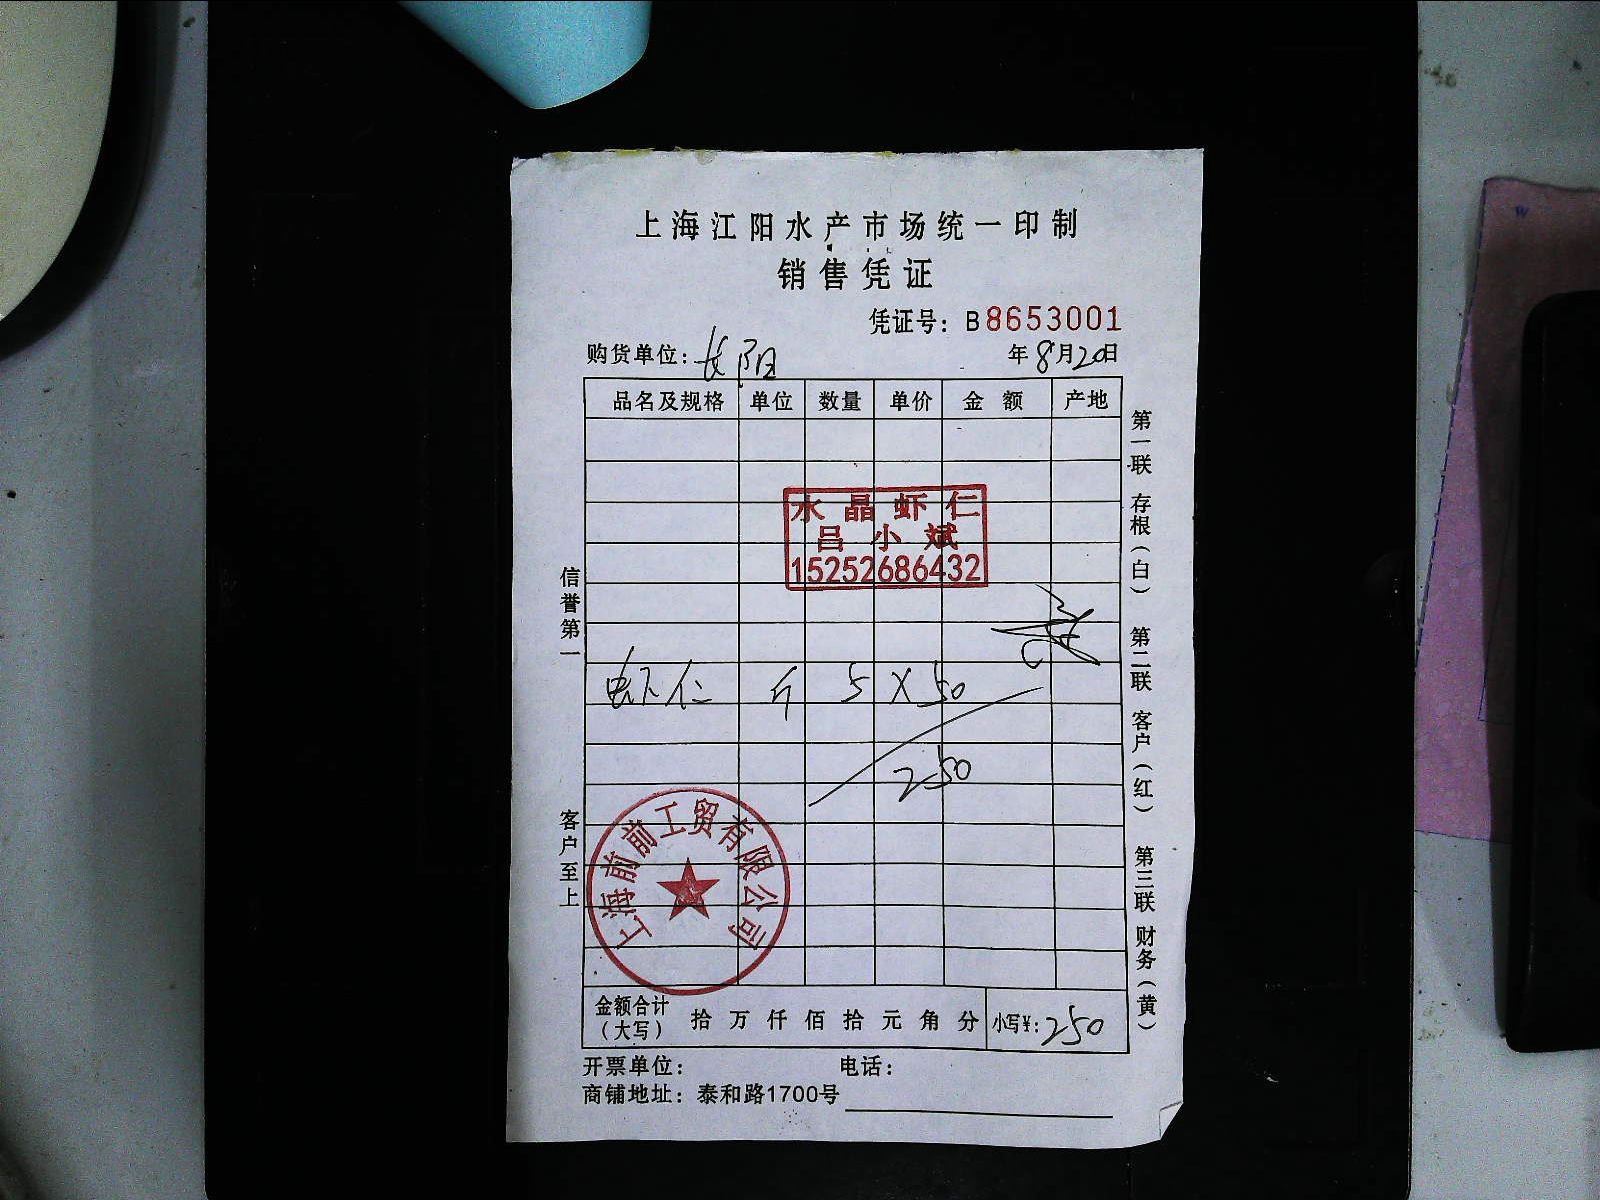 上海江阳水产市场统一印制
销售凭证
凭证号：B8653001
购货单位：长阳 年8月20日
品名及规格 单位 数量 单价 金额 产地
水晶虾仁
吕小斌
15252686432
虾仁 斤 5 X 50
250
上海前前工贸有限公司
金额合计（大写） 拾 万 仟 佰 拾 元 角 分 小写¥：250
开票单位： 电话：
商铺地址：泰和路1700号
信誉第一
客户至上
第一联 存根（白）
第二联 客户（红）
第三联 财务（黄）